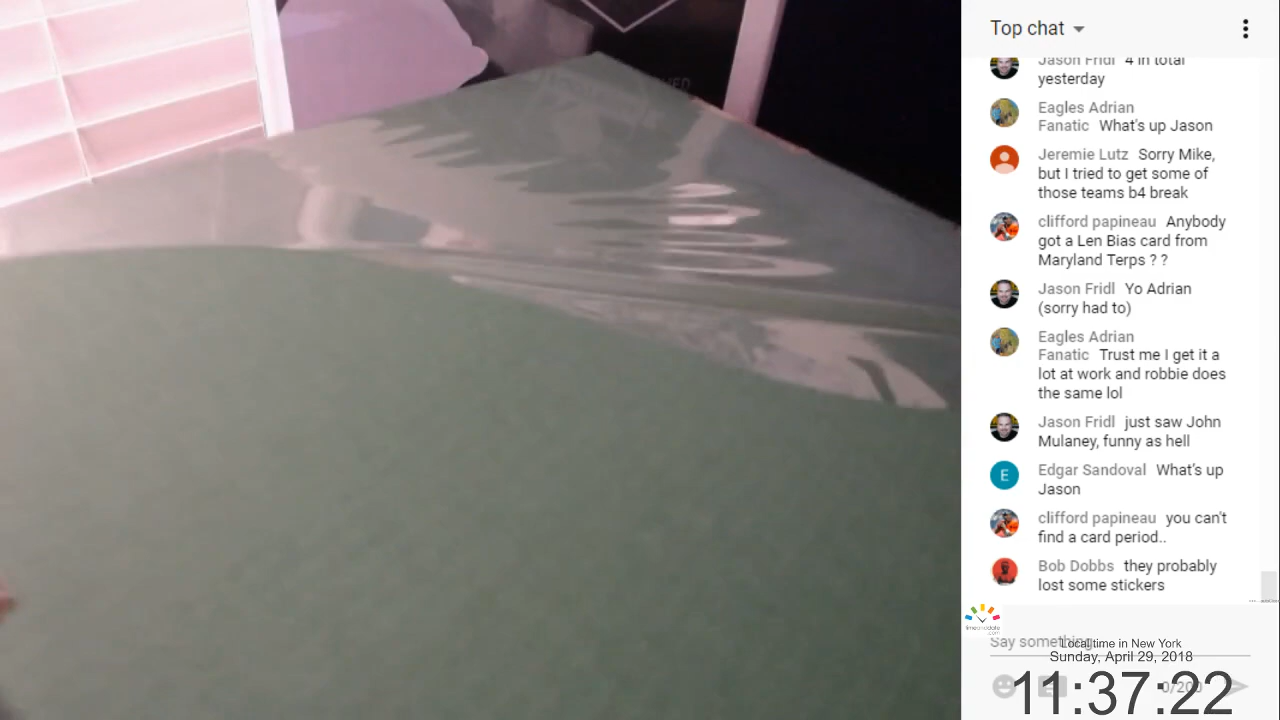 Top chat
Jason Fridl 4 in total
yesterday
Eagles Adrian
Fanatic What's up Jason
Jeremie Lutz Sorry Mike,
but I tried to get some of
those teams b4 break
clifford papineau Anybody
got a Len Bias card from
Maryland Terps ? ?
Jason Fridl Yo Adrian
(sorry had to)
Eagles Adrian
Fanatic Trust me I get it a
lot at work and robbie does
the same lol
Jason Fridl just saw John
Mulaney, funny as hell
E
Edgar Sandoval What's up
Jason
clifford papineau you can't
find a card period..
Bob Dobbs they probably
lost some stickers
Say something...
Local time in New York
Sunday, April 29, 2018
0/200
11:37:22